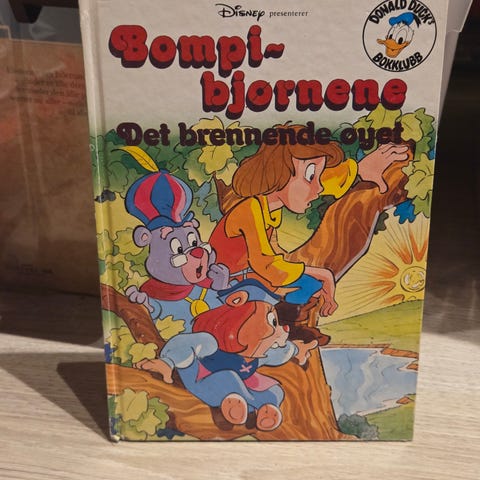 Disney presenterer
DONALD DUCK'S
BOKKLUBB
Bompi-
bjørnene
Det brennende øyet